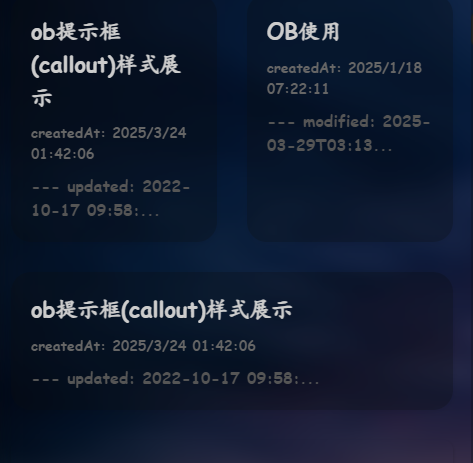 ob提示框
(callout)样式展
示
createdAt: 2025/3/24
01:42:06
--- updated: 2022-
10-17 09:58:...
OB使用
createdAt: 2025/1/18
07:22:11
--- modified: 2025-
03-29T03:13...
ob提示框(callout)样式展示
createdAt: 2025/3/24 01:42:06
--- updated: 2022-10-17 09:58:...